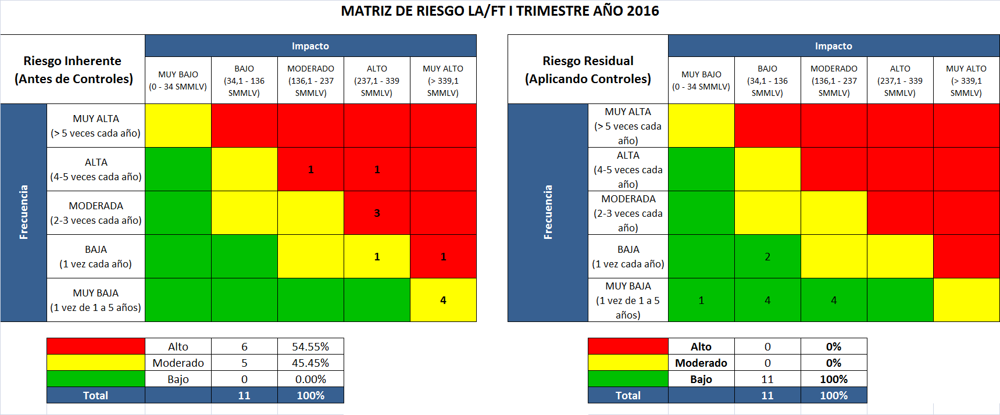 MATRIZ DE RIESGO LA/FT I TRIMESTRE AÑO 2016
Riesgo Inherente
(Antes de Controles)
Impacto
MUY BAJO
(0 - 34 SMMLV)
BAJO
(34,1 - 136
SMMLV)
MODERADO
(136,1 - 237
SMMLV)
ALTO
(237,1 - 339
SMMLV)
MUY ALTO
(> 339,1
SMMLV)
Frecuencia
MUY ALTA
(> 5 veces cada año)
ALTA
(4-5 veces cada año)
1
1
MODERADA
(2-3 veces cada año)
3
BAJA
(1 vez cada año)
1
1
MUY BAJA
(1 vez de 1 a 5 años)
4
Alto 6 54.55%
Moderado 5 45.45%
Bajo 0 0.00%
Total 11 100%
Riesgo Residual
(Aplicando Controles)
Impacto
MUY BAJO
(0 - 34 SMMLV)
BAJO
(34,1 - 136
SMMLV)
MODERADO
(136,1 - 237
SMMLV)
ALTO
(237,1 - 339
SMMLV)
MUY ALTO
(> 339,1
SMMLV)
Frecuencia
MUY ALTA
(> 5 veces cada
año)
ALTA
(4-5 veces cada
año)
MODERADA
(2-3 veces cada
año)
BAJA
(1 vez cada año)
2
MUY BAJA
(1 vez de 1 a 5
años)
1
4
4
Alto 0 0%
Moderado 0 0%
Bajo 11 100%
Total 11 100%